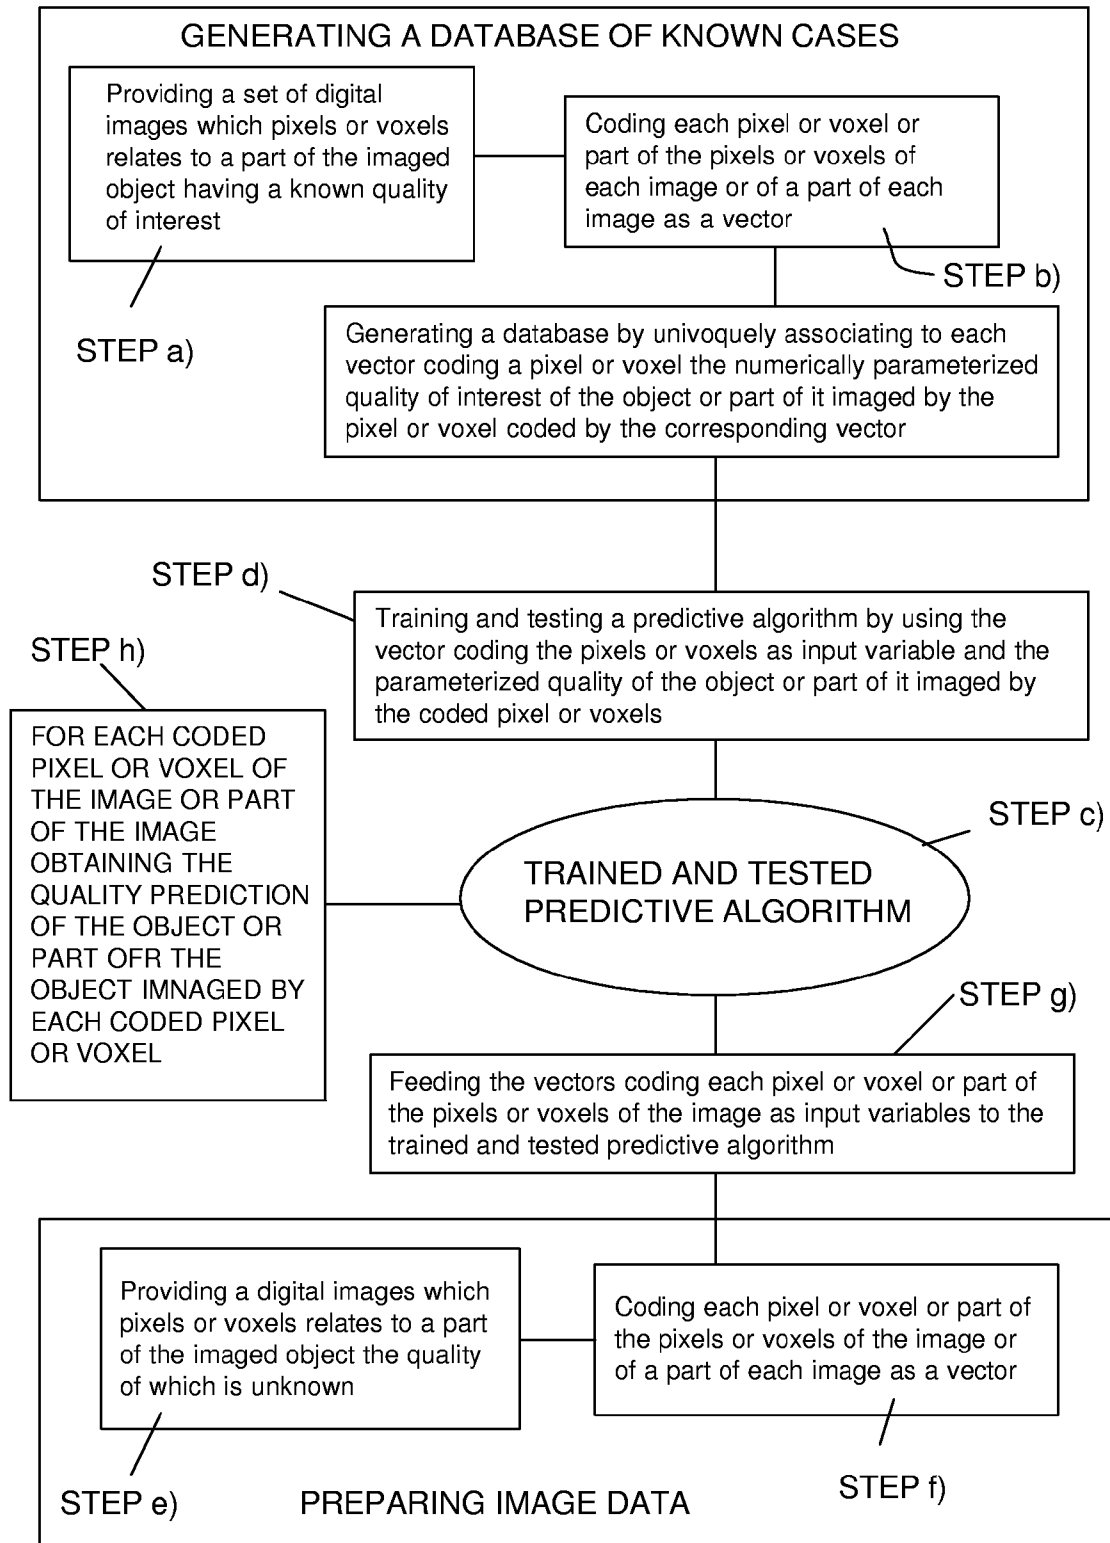 GENERATING A DATABASE OF KNOWN CASES
Providing a set of digital
images which pixels or voxels
relates to a part of the imaged
object having a known quality
of interest
Coding each pixel or voxel or
part of the pixels or voxels of
each image or of a part of each
image as a vector
STEP b)
STEP a)
Generating a database by univoquely associating to each
vector coding a pixel or voxel the numerically parameterized
quality of interest of the object or part of it imaged by the
pixel or voxel coded by the corresponding vector
STEP d)
Training and testing a predictive algorithm by using the
vector coding the pixels or voxels as input variable and the
parameterized quality of the object or part of it imaged by
the coded pixel or voxels
STEP h)
FOR EACH CODED
PIXEL OR VOXEL OF
THE IMAGE OR PART
OF THE IMAGE
OBTAINING THE
QUALITY PREDICTION
OF THE OBJECT OR
PART OFR THE
OBJECT IMNAGED BY
EACH CODED PIXEL
OR VOXEL
STEP c)
TRAINED AND TESTED
PREDICTIVE ALGORITHM
STEP g)
Feeding the vectors coding each pixel or voxel or part of
the pixels or voxels of the image as input variables to the
trained and tested predictive algorithm
Providing a digital images which
pixels or voxels relates to a part
of the imaged object the quality
of which is unknown
Coding each pixel or voxel or part of
the pixels or voxels of the image or
of a part of each image as a vector
STEP e)
PREPARING IMAGE DATA
STEP f)